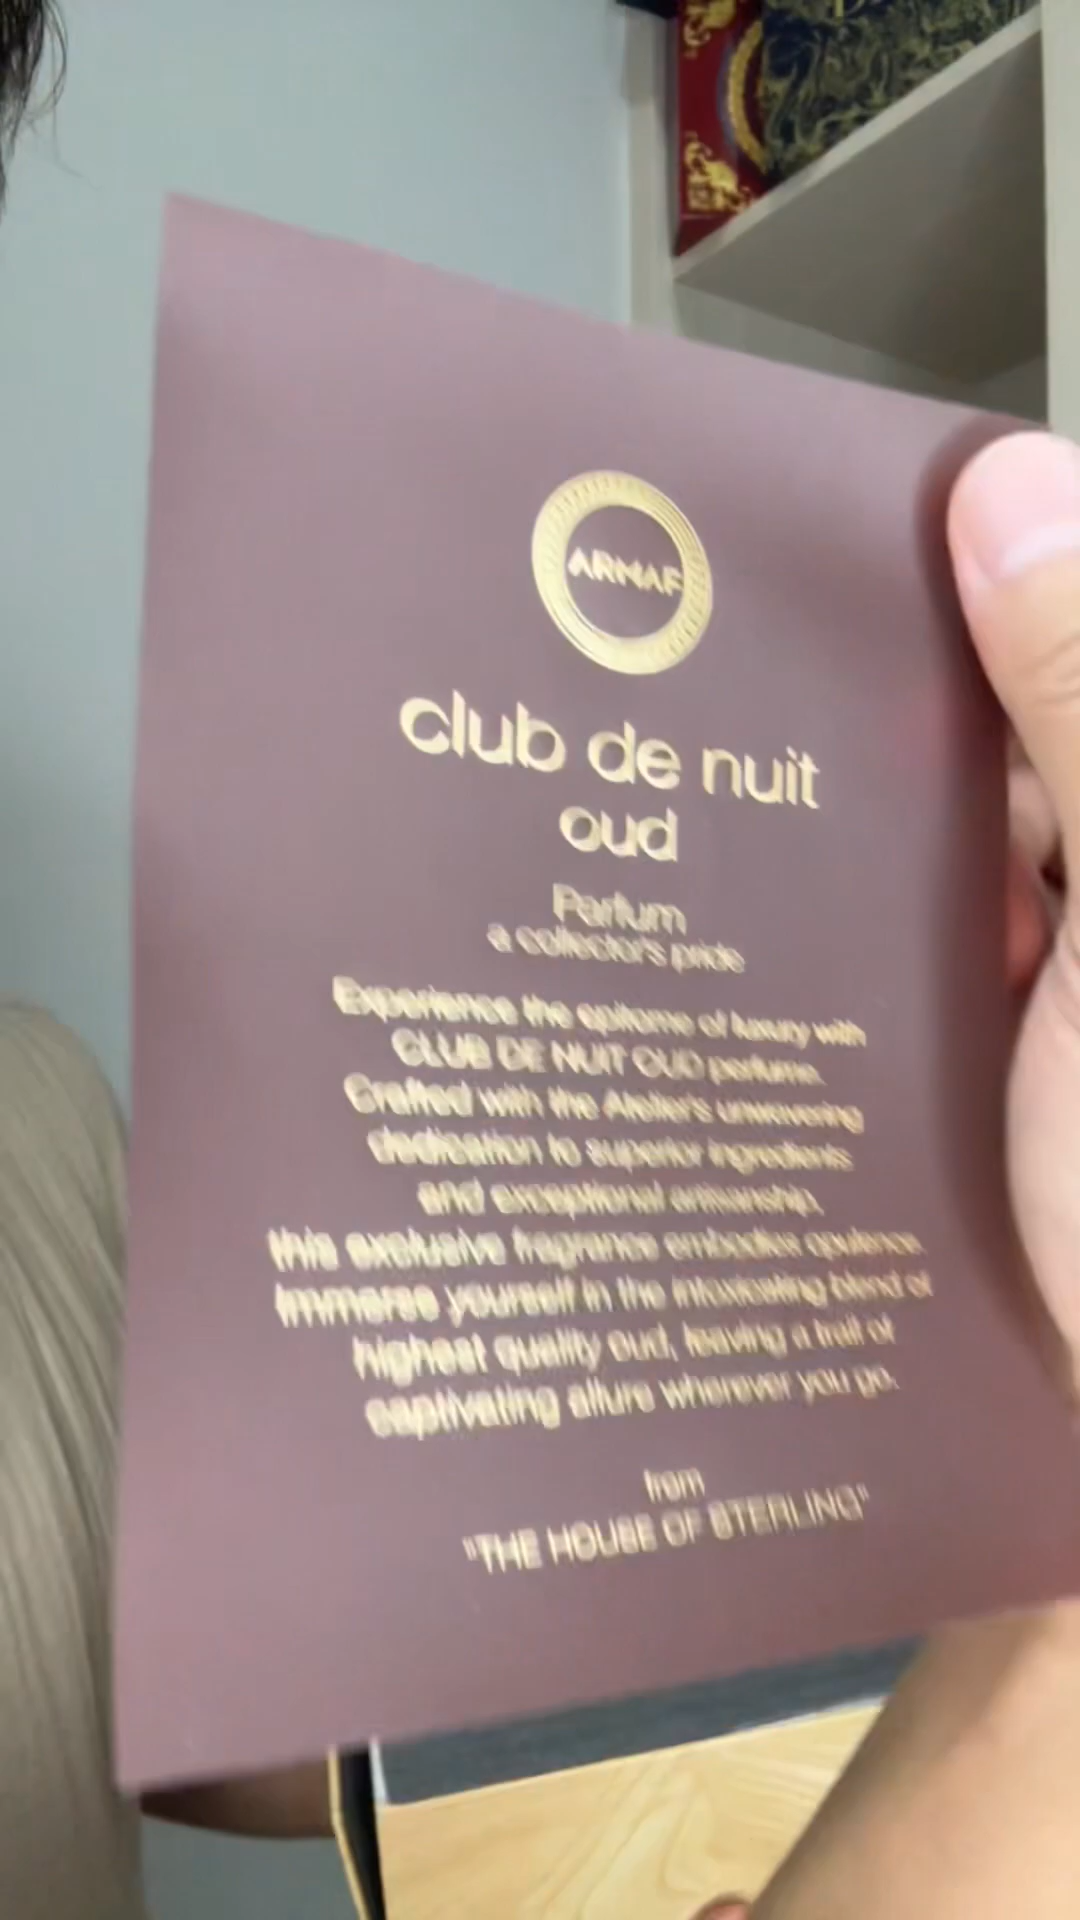 ARMAF
club de nuit
oud
Parfum
a collector's pride
Experience the epitome of luxury with
CLUB DE NUIT OUD perfume.
Crafted with the Atelier's unwavering
dedication to superior ingredients
and exceptional artisanship,
this exclusive fragrance embodies opulence.
Immerse yourself in the intoxicating blend of
highest quality oud, leaving a trail of
captivating allure wherever you go.
from
"THE HOUSE OF STERLING"